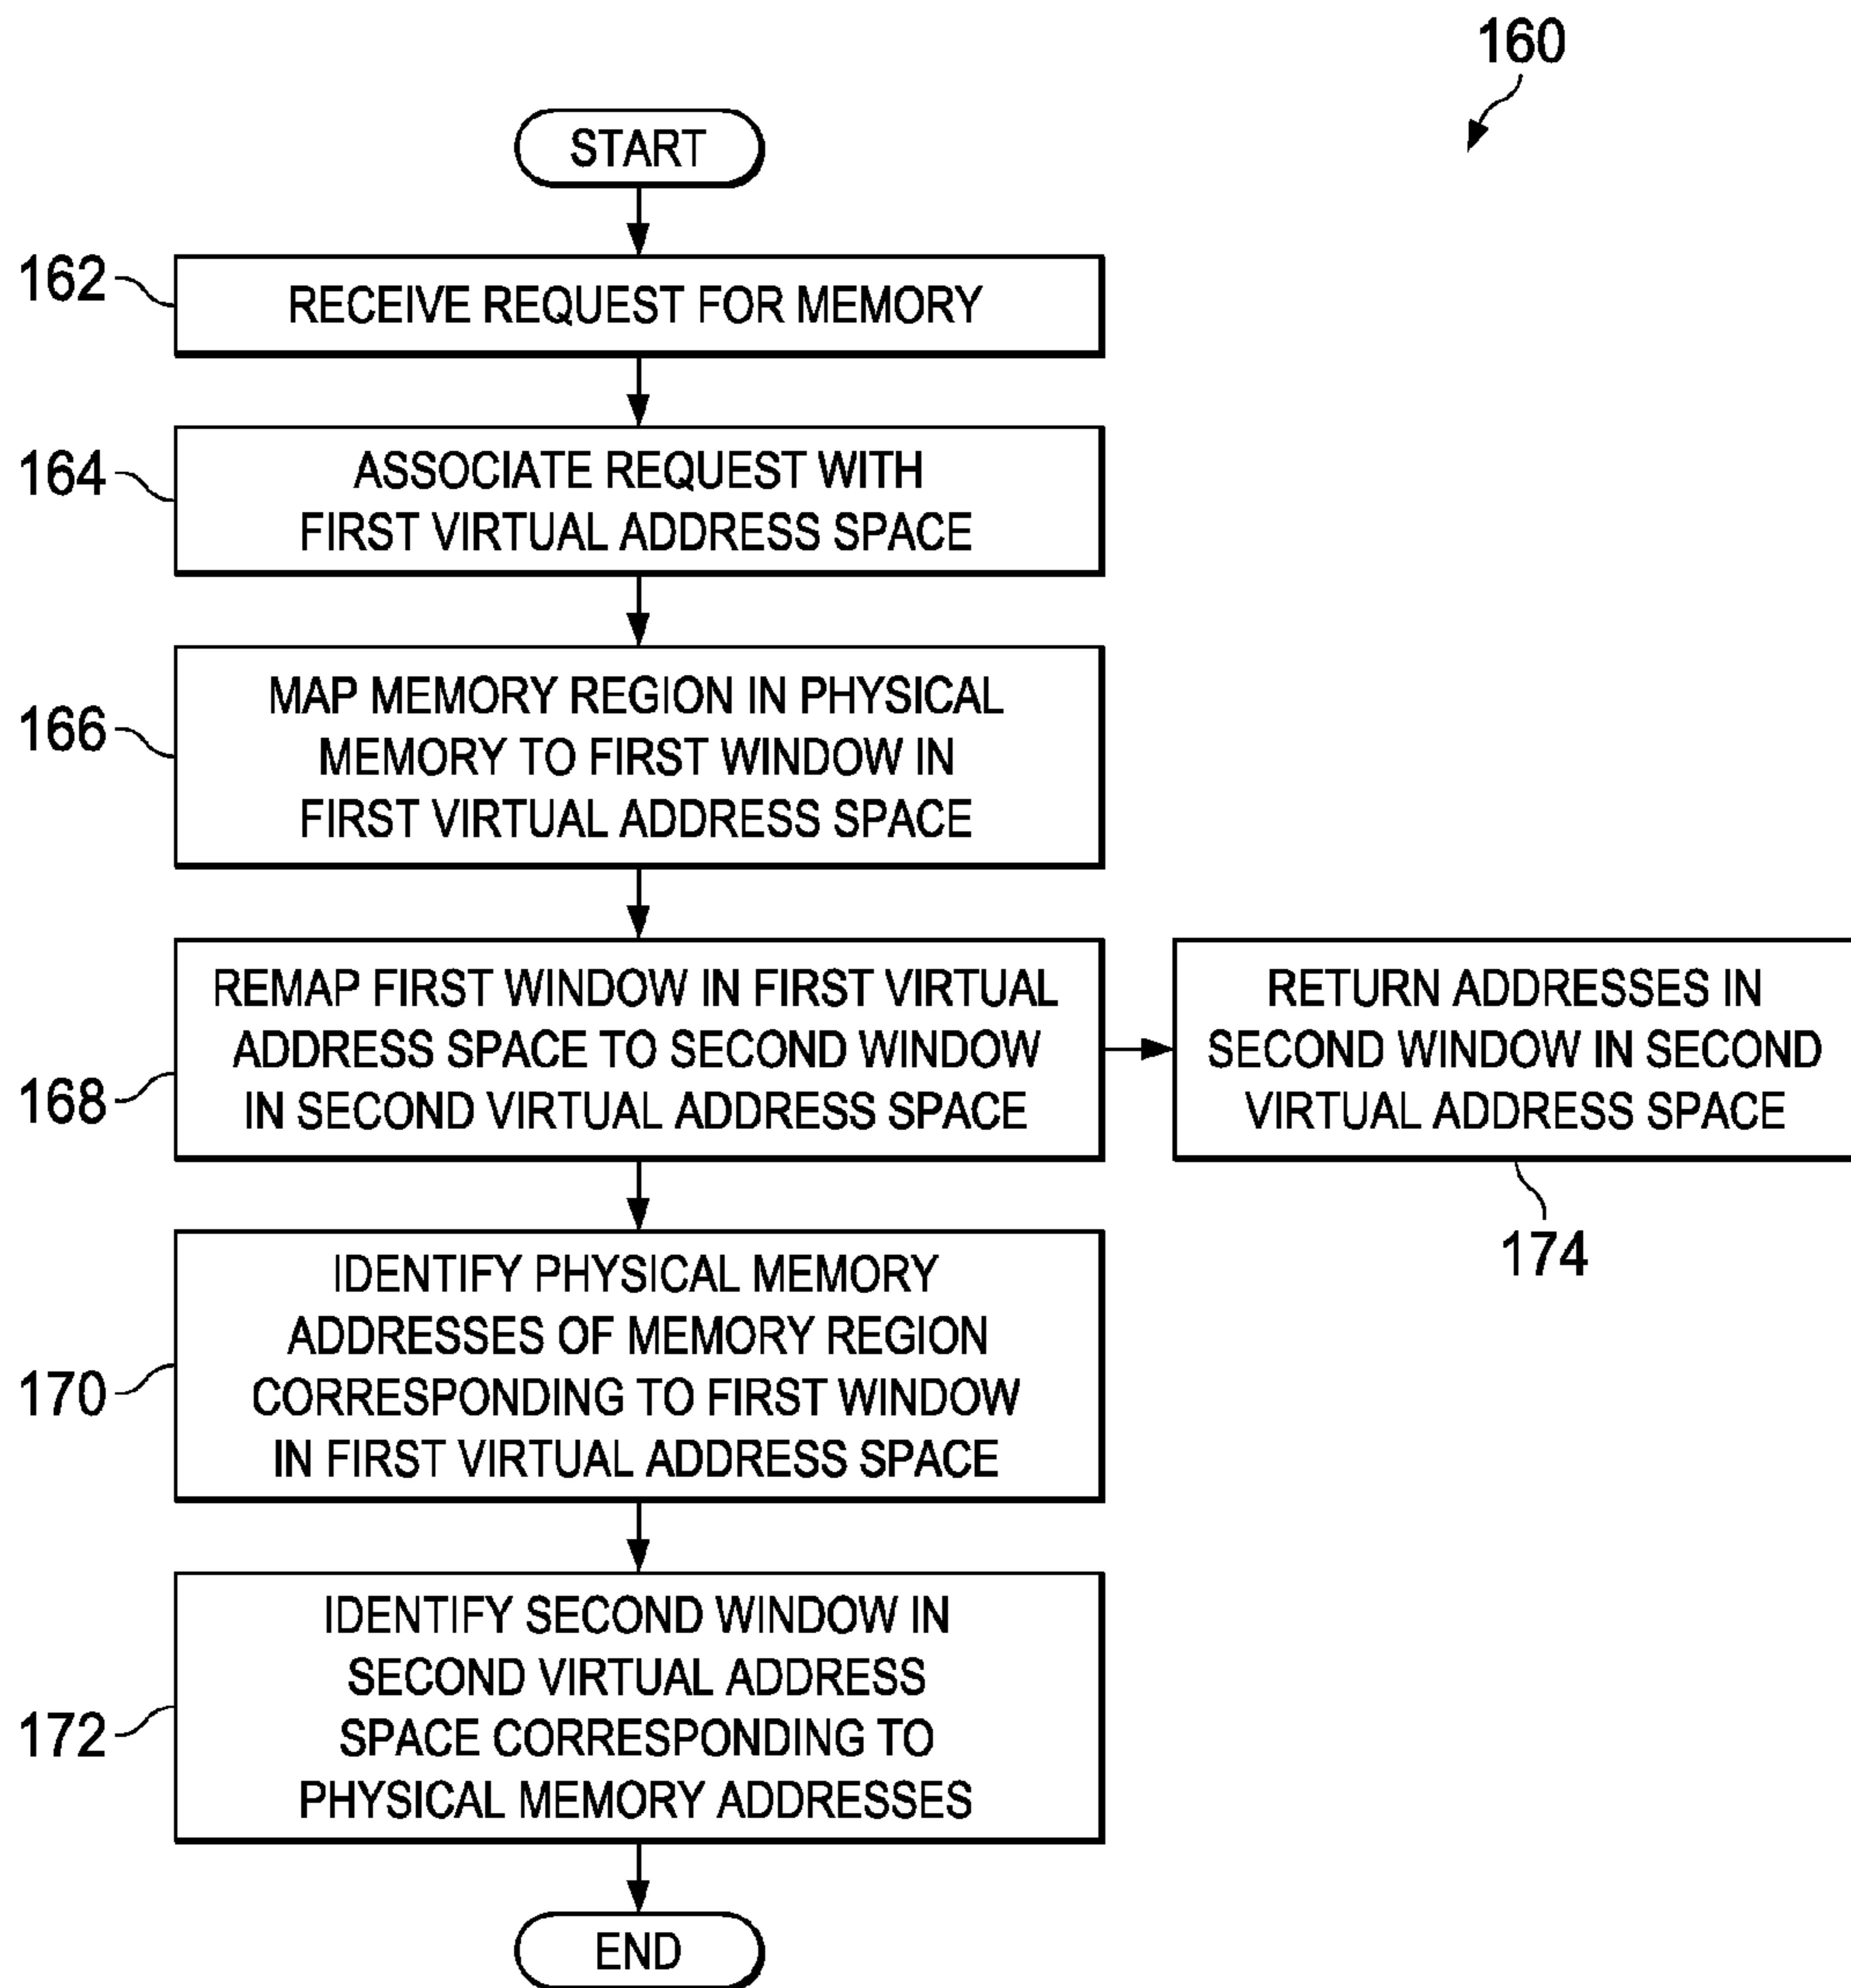 160
START
162
RECEIVE REQUEST FOR MEMORY
164
ASSOCIATE REQUEST WITH
FIRST VIRTUAL ADDRESS SPACE
166
MAP MEMORY REGION IN PHYSICAL
MEMORY TO FIRST WINDOW IN
FIRST VIRTUAL ADDRESS SPACE
168
REMAP FIRST WINDOW IN FIRST VIRTUAL
ADDRESS SPACE TO SECOND WINDOW
IN SECOND VIRTUAL ADDRESS SPACE
RETURN ADDRESSES IN
SECOND WINDOW IN SECOND
VIRTUAL ADDRESS SPACE
174
170
IDENTIFY PHYSICAL MEMORY
ADDRESSES OF MEMORY REGION
CORRESPONDING TO FIRST WINDOW
IN FIRST VIRTUAL ADDRESS SPACE
172
IDENTIFY SECOND WINDOW IN
SECOND VIRTUAL ADDRESS
SPACE CORRESPONDING TO
PHYSICAL MEMORY ADDRESSES
END